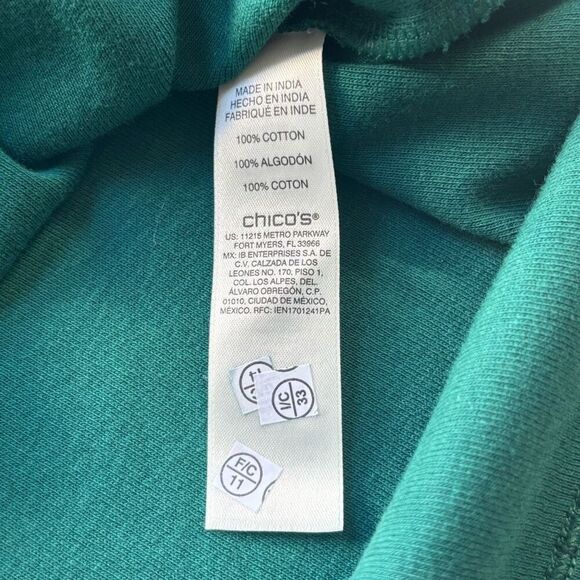 MADE IN INDIA
HECHO EN INDIA
FABRIQUÉ EN INDE
100% COTTON
100% ALGODÓN
100% COTON
chico's®
US: 11215 METRO PARKWAY
FORT MYERS, FL 33966
MX: IB ENTERPRISES S.A. DE
C.V. CALZADA DE LOS
LEONES NO. 170, PISO 1,
COL. LOS ALPES, DEL.
ÁLVARO OBREGÓN, C.P.
01010, CIUDAD DE MÉXICO,
MÉXICO. RFC: IEN1701241PA
I/C
33
F/C
11